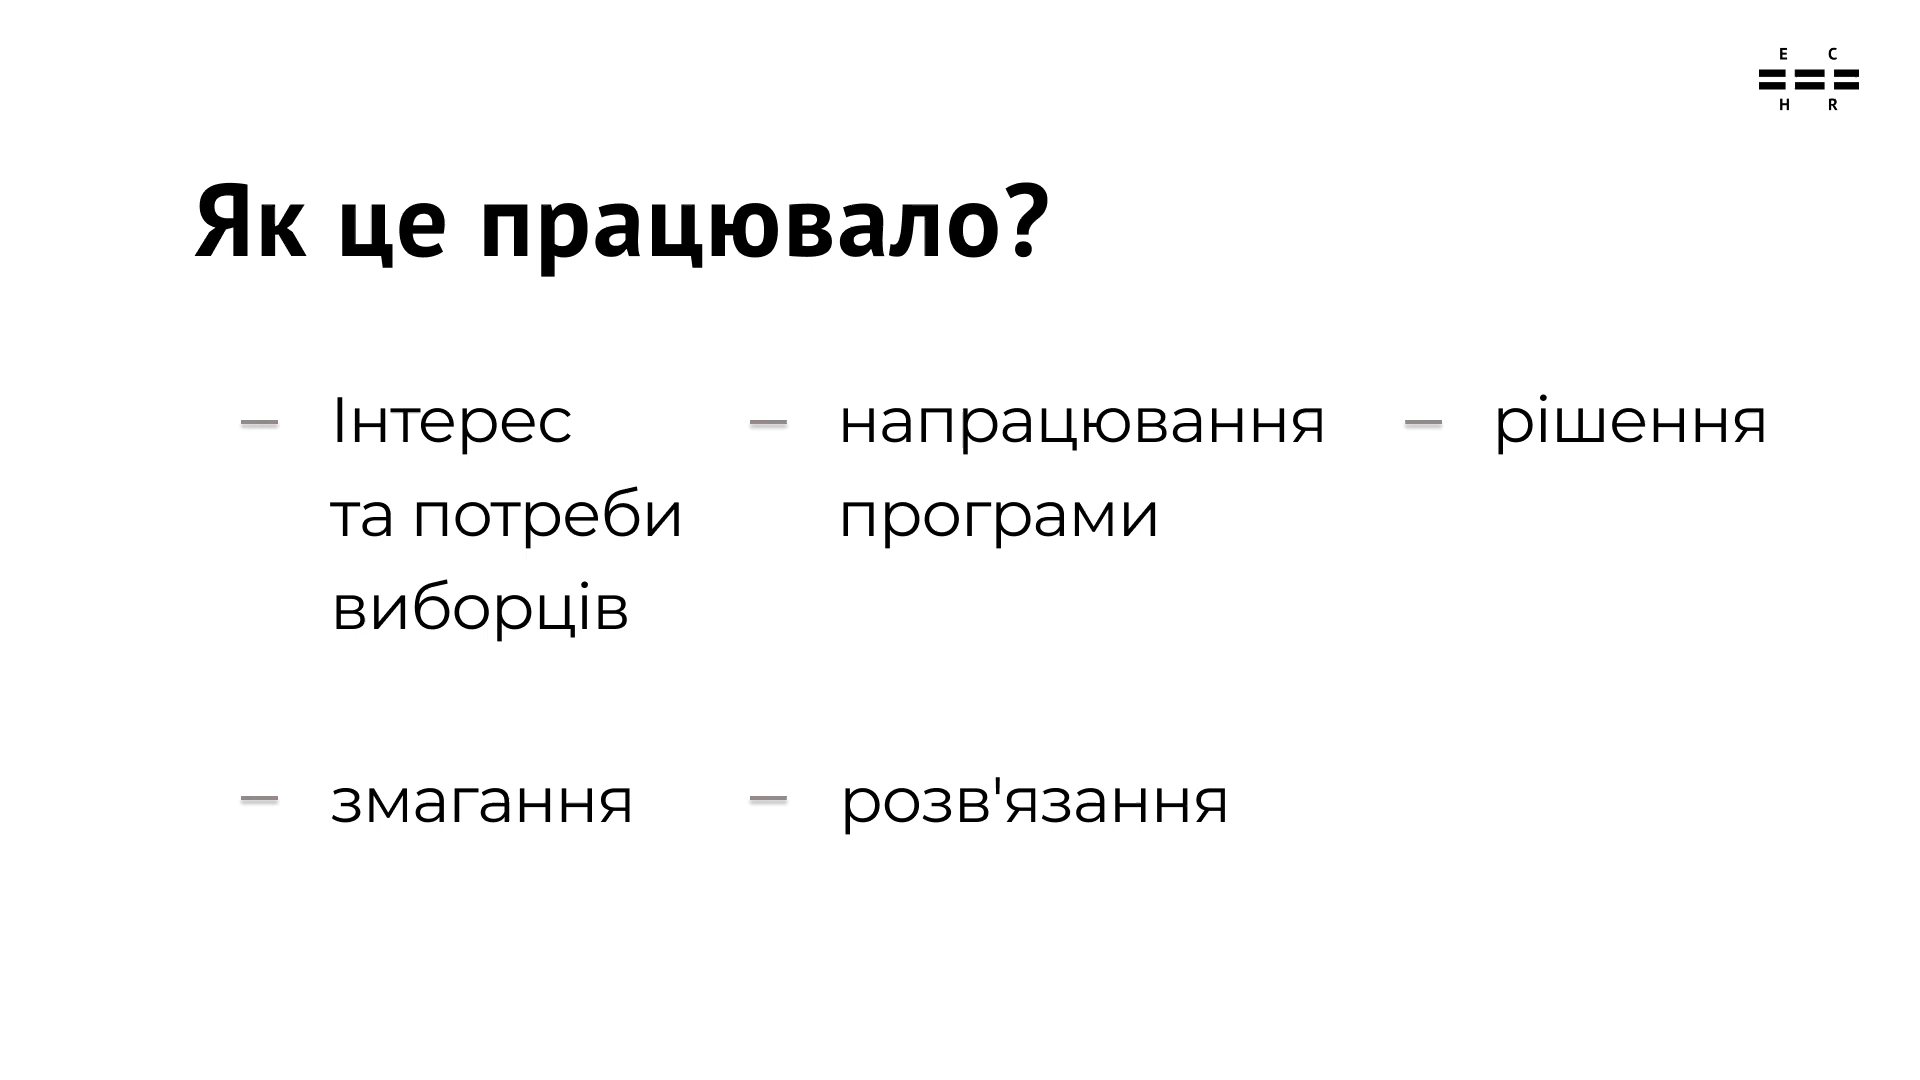 E C
H R
Як це працювало?
– Інтерес
та потреби
виборців
– напрацювання
програми
– рішення
– змагання
– розв'язання